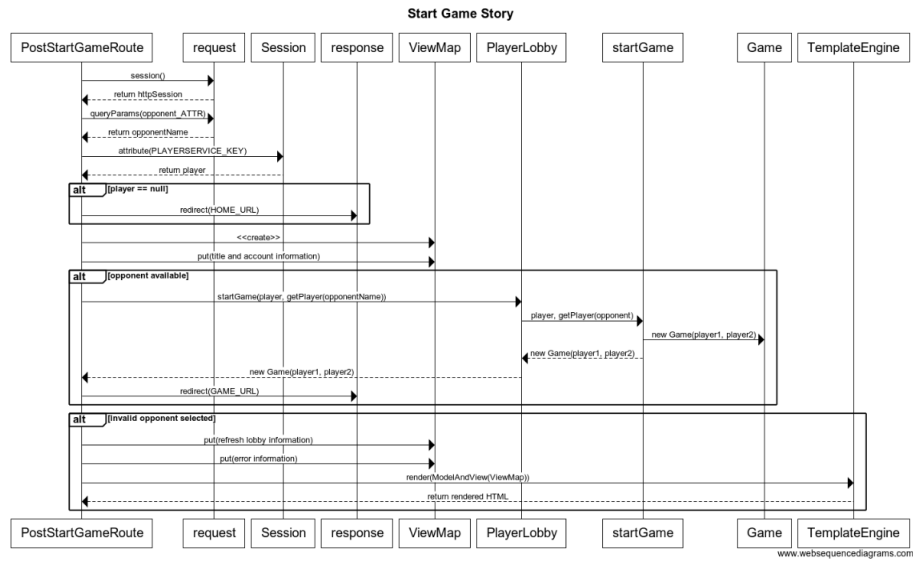 Start Game Story
PostStartGameRoute request Session response ViewMap PlayerLobby startGame Game TemplateEngine
session()
return httpSession
queryParams(opponent_ATTR)
return opponentName
attribute(PLAYERSERVICE_KEY)
return player
alt [player == null]
redirect(HOME_URL)
<<create>>
put(title and account information)
alt [opponent available]
startGame(player, getPlayer(opponentName))
player, getPlayer(opponent)
new Game(player1, player2)
new Game(player1, player2)
new Game(player1, player2)
redirect(GAME_URL)
alt [invalid opponent selected]
put(refresh lobby information)
put(error information)
render(ModelAndView(ViewMap))
return rendered HTML
PostStartGameRoute request Session response ViewMap PlayerLobby startGame Game TemplateEngine
www.websequencediagrams.com